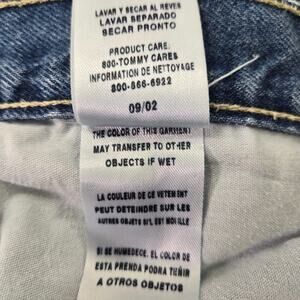 LAVAR Y SECAR AL REVES
LAVAR SEPARADO
SECAR PRONTO
PRODUCT CARE
800-TOMMY CARES
INFORMATION DE NETTOYAGE
800-866-6922
09/02
THE COLOR OF THIS GARMENT
MAY TRANSFER TO OTHER
OBJECTS IF WET
LA COULEUR DE CE VETEMENT
PEUT DETEINDRE SUR LES
AUTRES OBJETS S'IL EST MOUILLE
SI SE HUMEDECE, EL COLOR DE
ESTA PRENDA PODRA TEÑIR
A OTROS OBJETOS